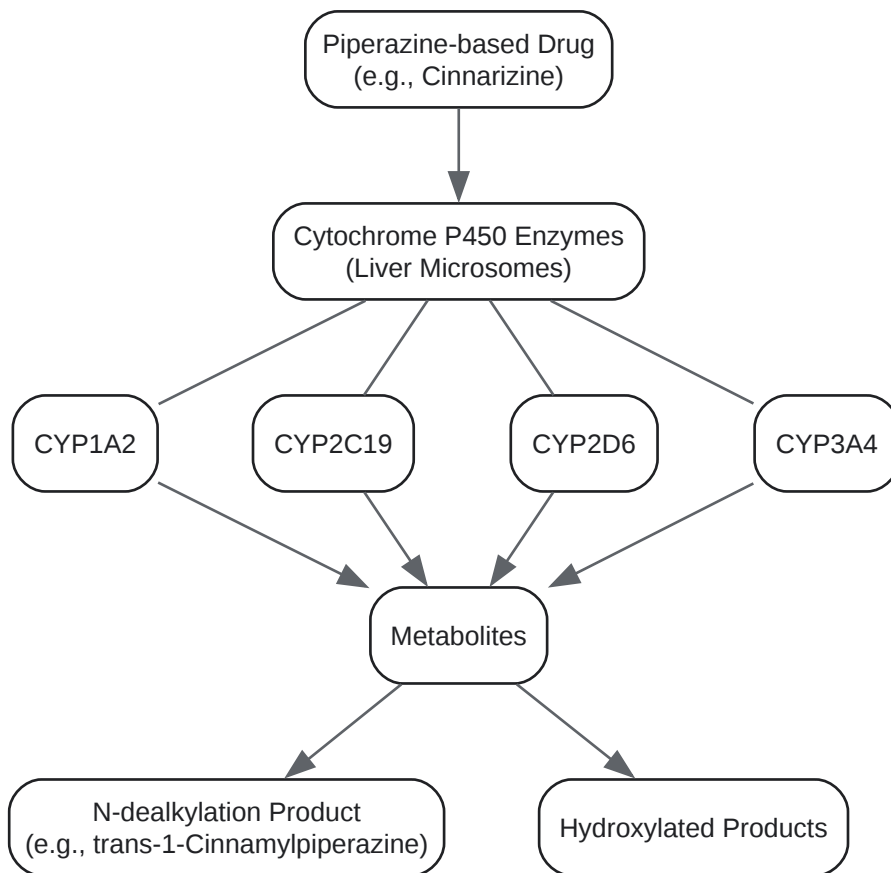 Piperazine-based Drug
(e.g., Cinnarizine)
Cytochrome P450 Enzymes
(Liver Microsomes)
CYP1A2
CYP2C19
CYP2D6
CYP3A4
Metabolites
N-dealkylation Product
(e.g., trans-1-Cinnamylpiperazine)
Hydroxylated Products